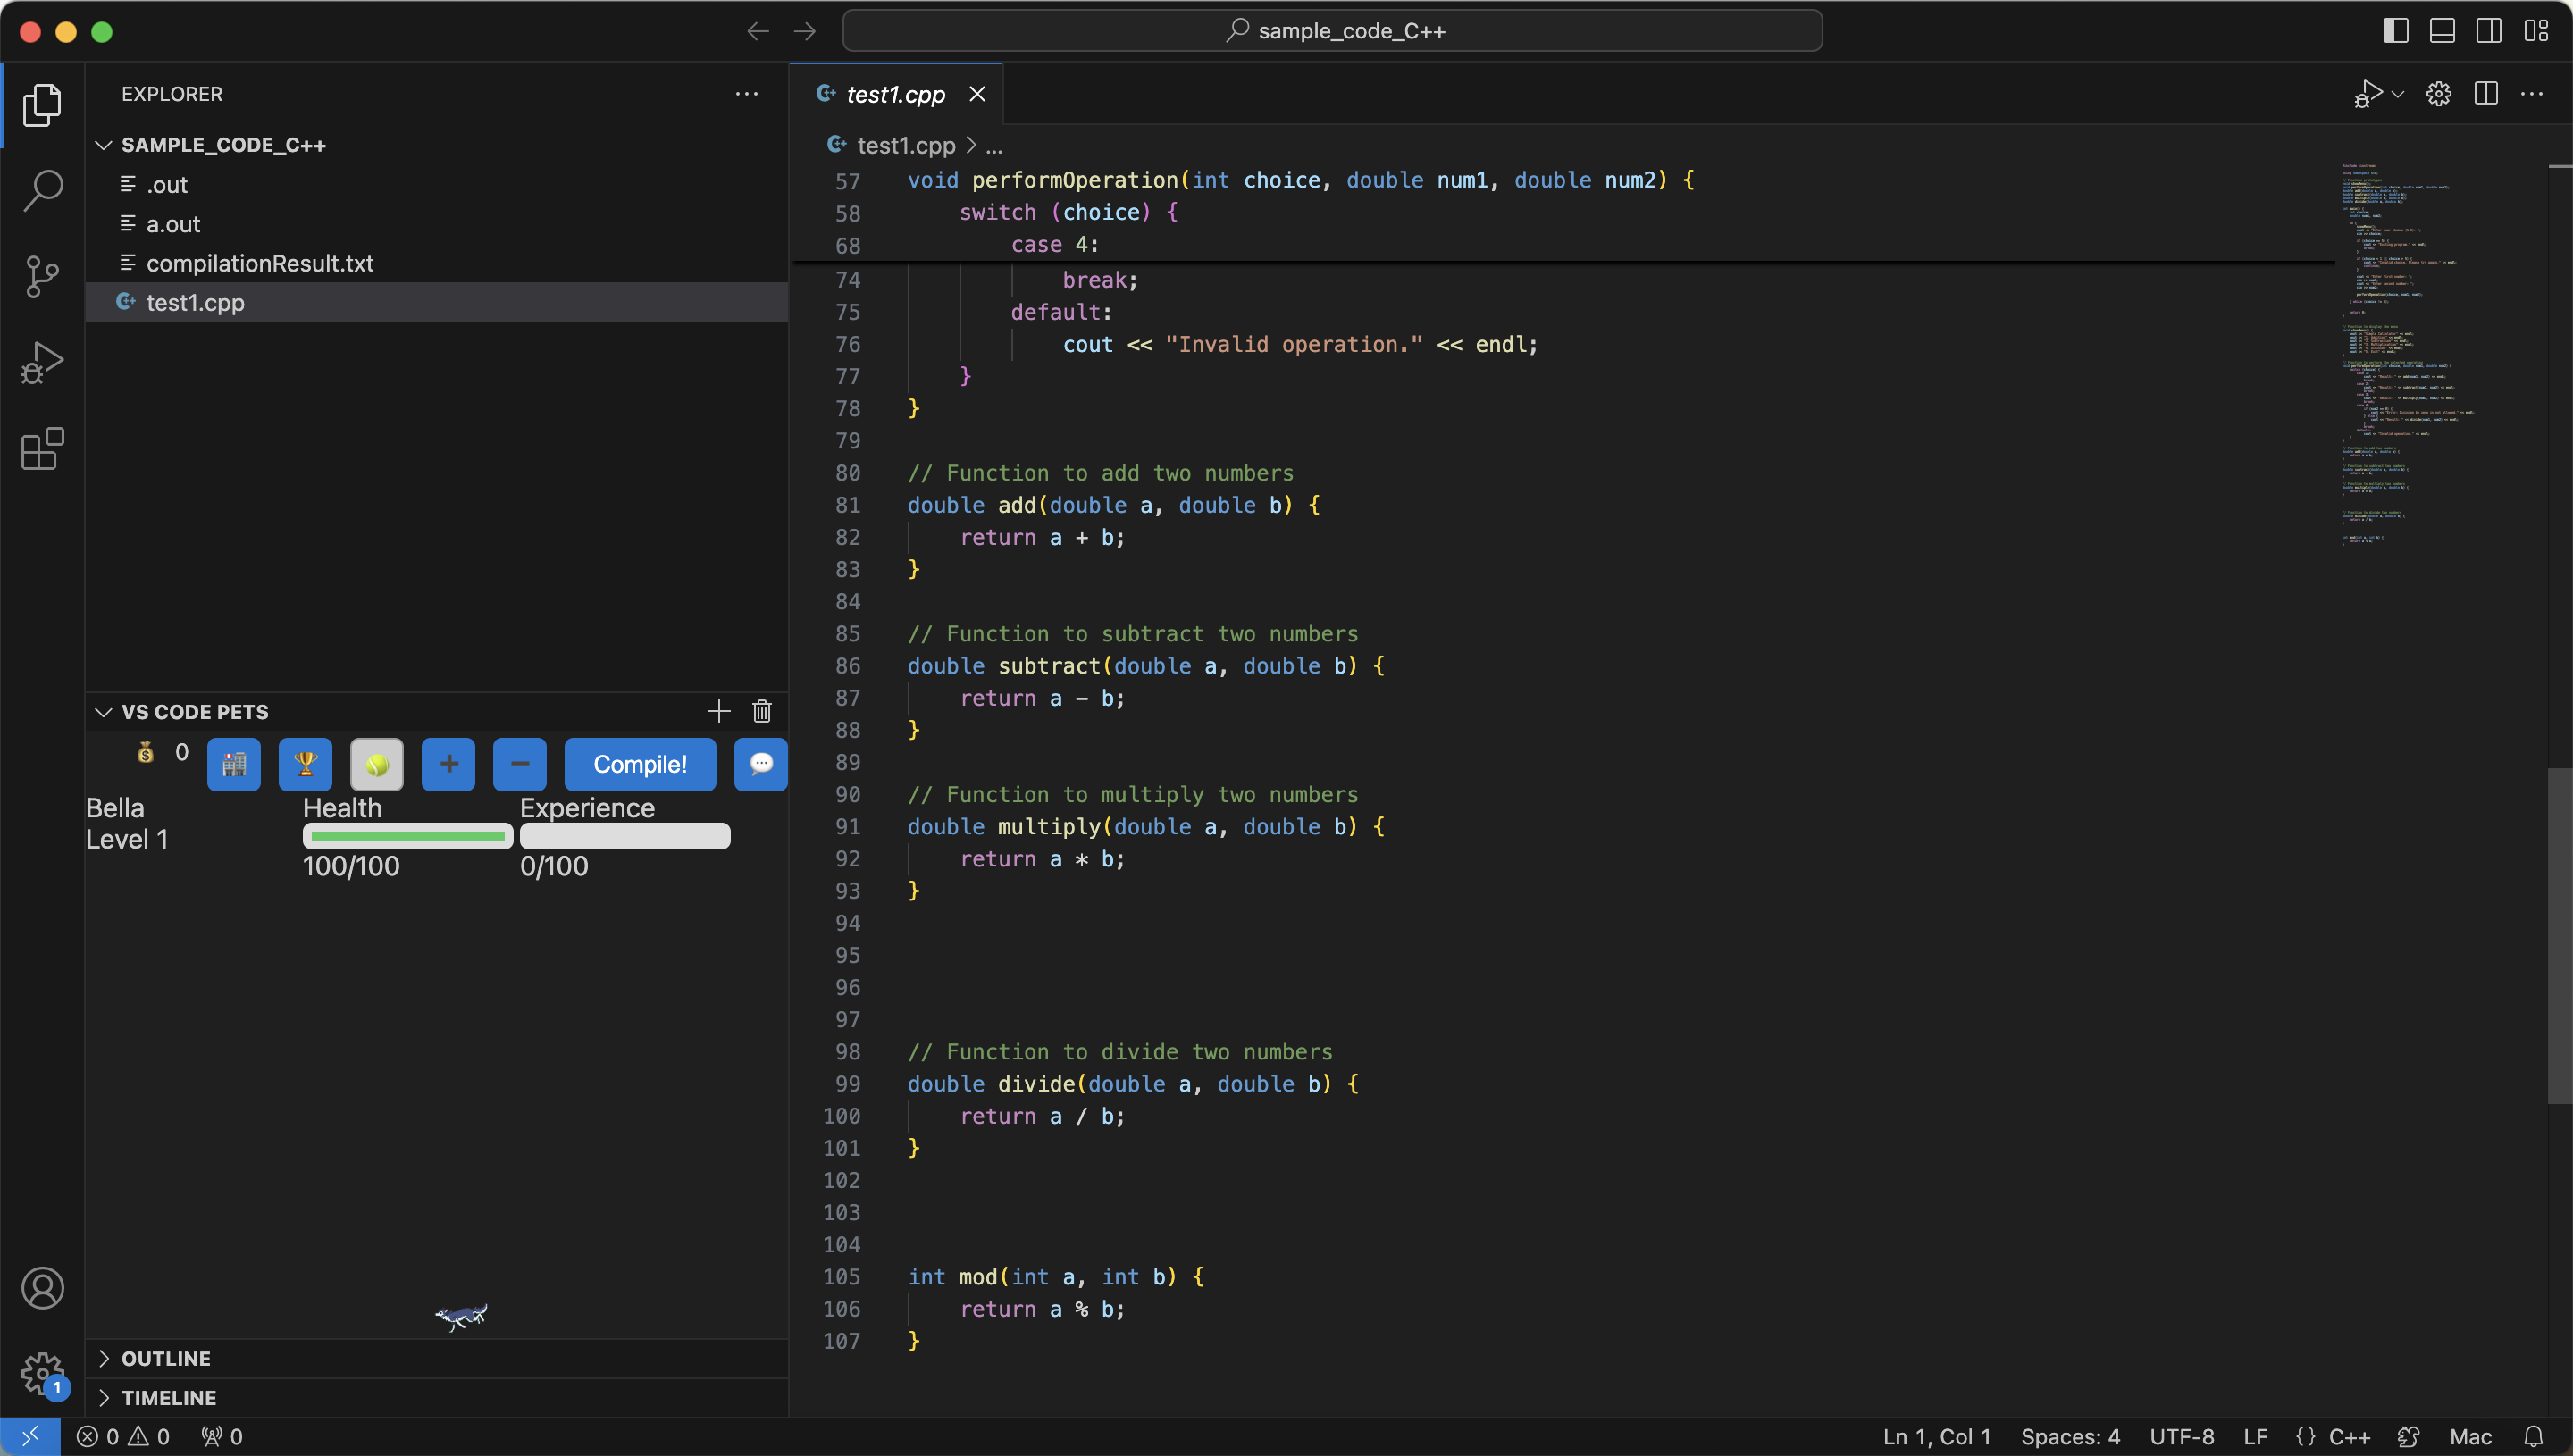 sample_code_C++
EXPLORER
SAMPLE_CODE_C++
.out
a.out
compilationResult.txt
test1.cpp
VS CODE PETS
0
Compile!
Bella
Level 1
Health
100/100
Experience
0/100
OUTLINE
TIMELINE
test1.cpp
test1.cpp > ...
57 void performOperation(int choice, double num1, double num2) {
58 switch (choice) {
68 case 4:
74 break;
75 default:
76 cout << "Invalid operation." << endl;
77 }
78 }
79
80 // Function to add two numbers
81 double add(double a, double b) {
82 return a + b;
83 }
84
85 // Function to subtract two numbers
86 double subtract(double a, double b) {
87 return a - b;
88 }
89
90 // Function to multiply two numbers
91 double multiply(double a, double b) {
92 return a * b;
93 }
94
95
96
97
98 // Function to divide two numbers
99 double divide(double a, double b) {
100 return a / b;
101 }
102
103
104
105 int mod(int a, int b) {
106 return a % b;
107 }
1
0 0 0
Ln 1, Col 1 Spaces: 4 UTF-8 LF {} C++ Mac